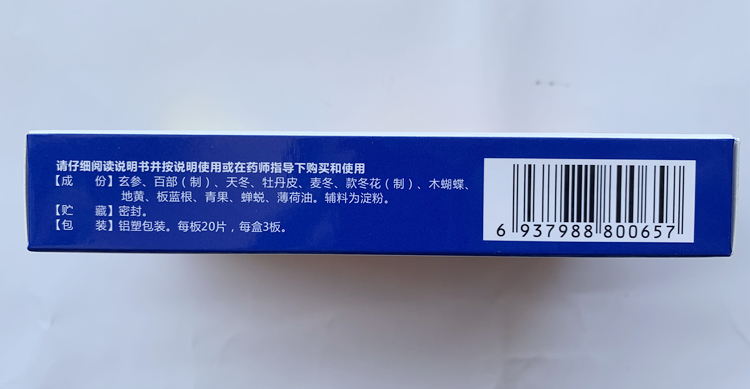 请仔细阅读说明书并按说明使用或在药师指导下购买和使用
【成　份】玄参、百部（制）、天冬、牡丹皮、麦冬、款冬花（制）、木蝴蝶、
地黄、板蓝根、青果、蝉蜕、薄荷油。辅料为淀粉。
【贮　藏】密封。
【包　装】铝塑包装。每板20片，每盒3板。
6 937988 800657